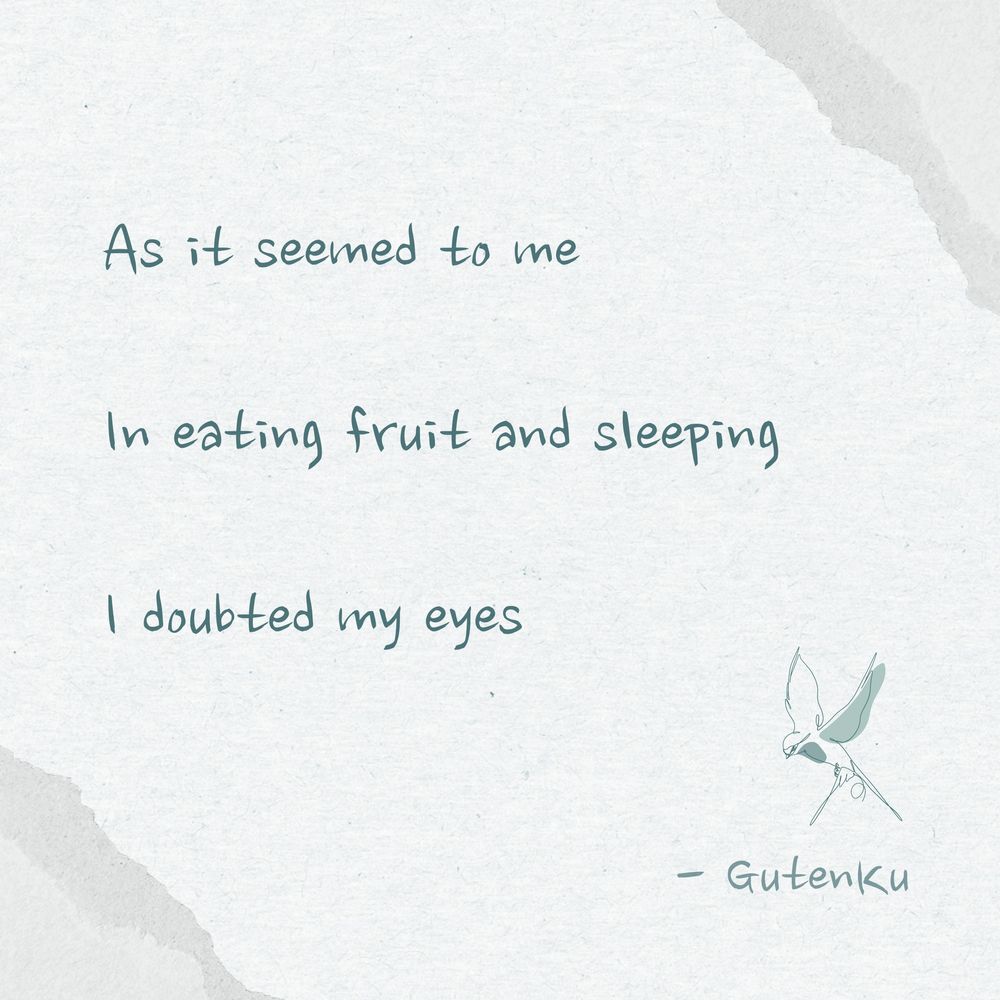 As it seemed to me
In eating fruit and sleeping
I doubted my eyes
- GutenKu